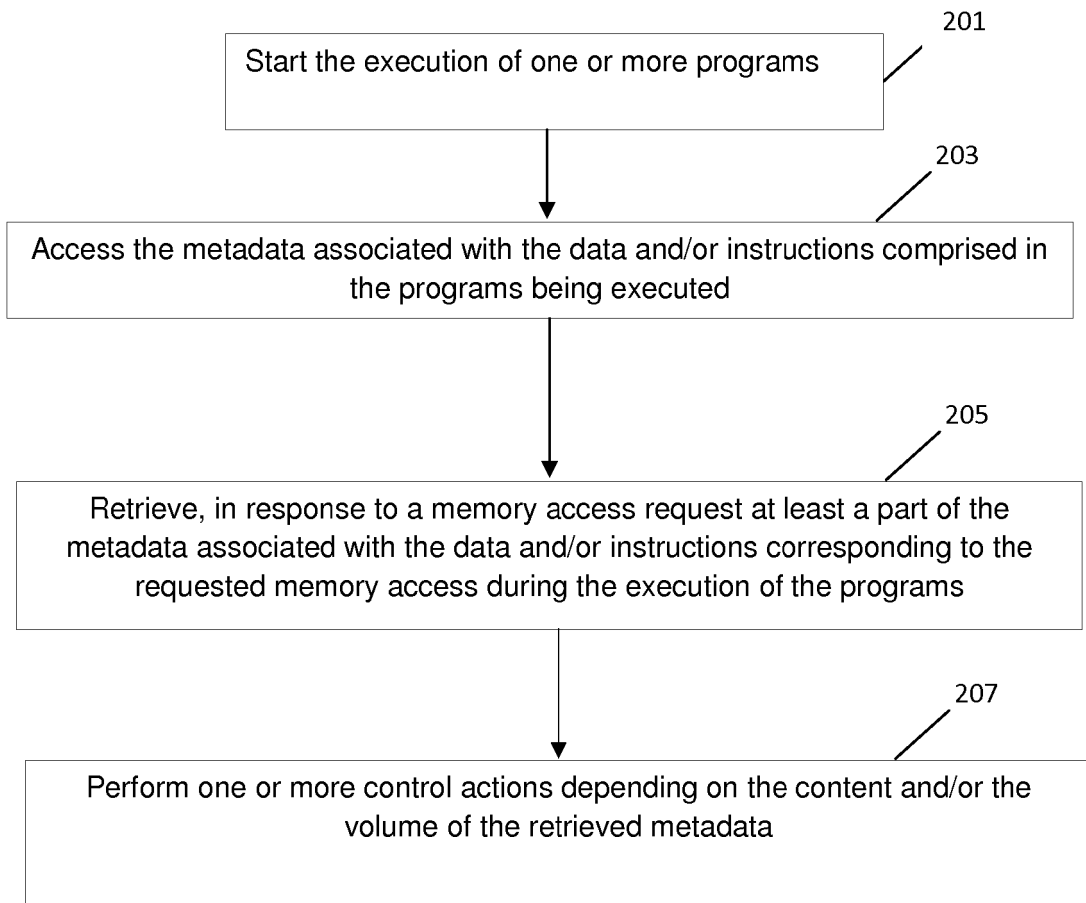 201
Start the execution of one or more programs
203
Access the metadata associated with the data and/or instructions comprised in
the programs being executed
205
Retrieve, in response to a memory access request at least a part of the
metadata associated with the data and/or instructions corresponding to the
requested memory access during the execution of the programs
207
Perform one or more control actions depending on the content and/or the
volume of the retrieved metadata